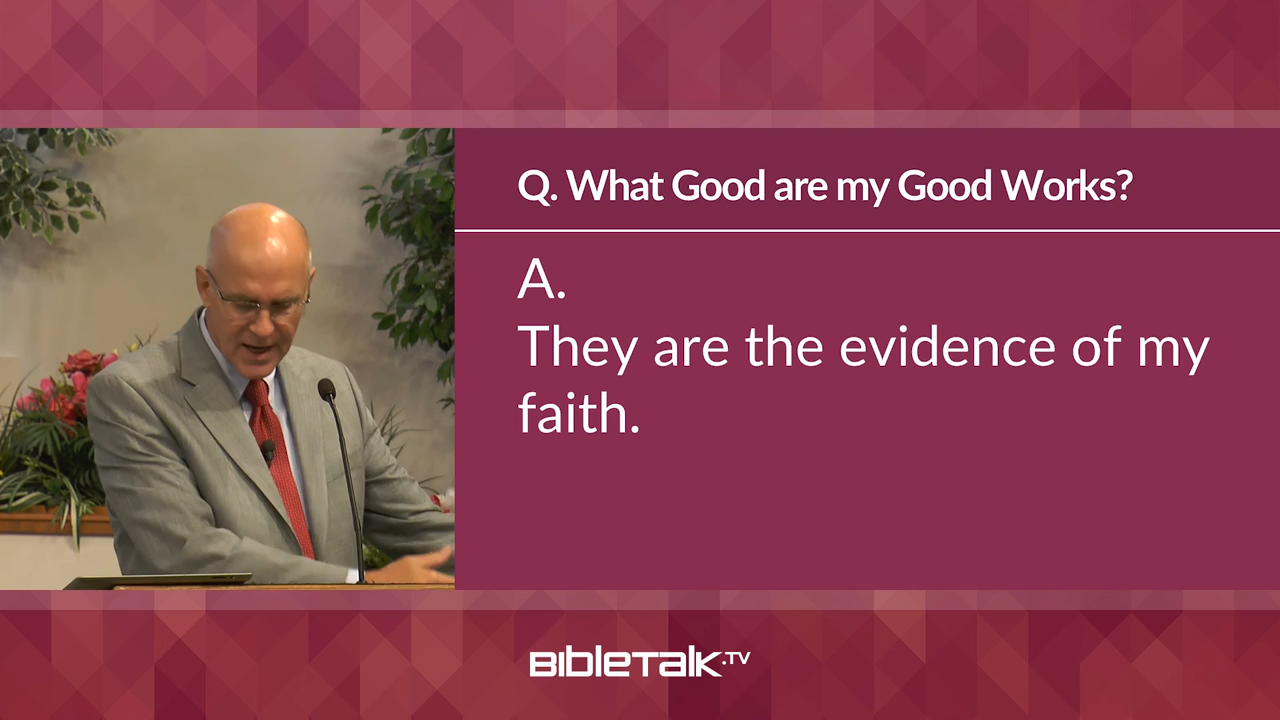 Q. What Good are my Good Works?
A.
They are the evidence of my
faith.
BIBLETALK.TV